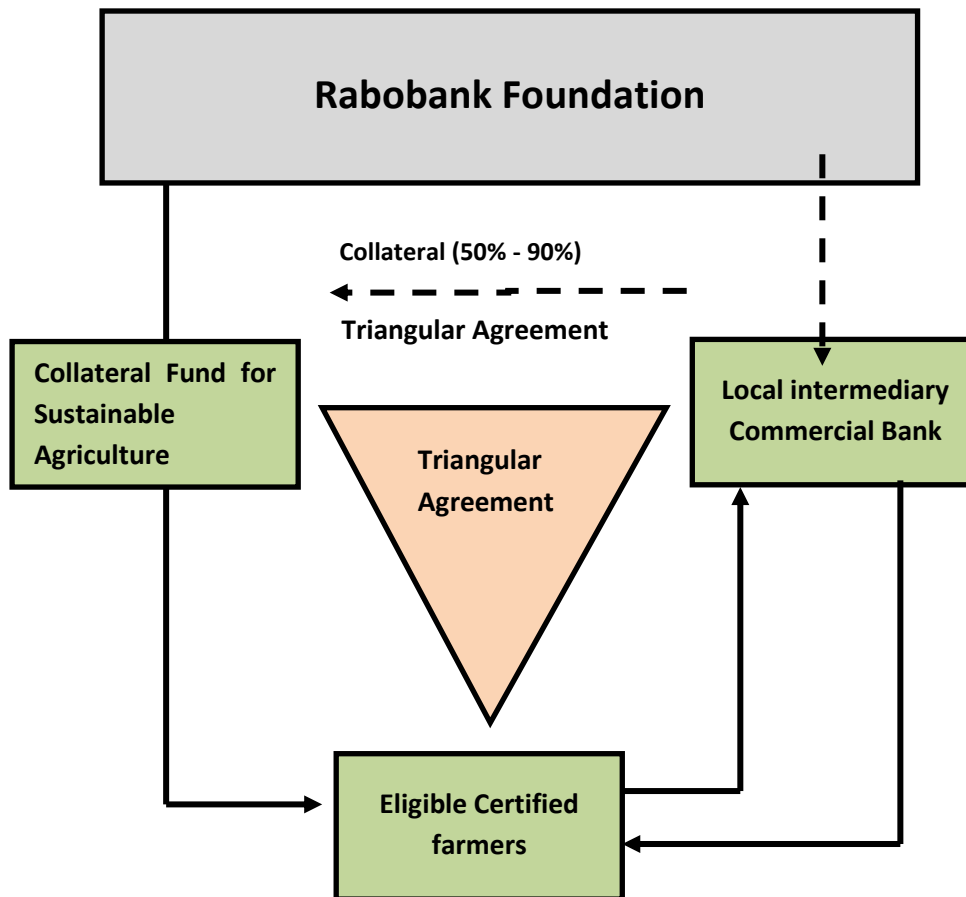 Rabobank Foundation
Collateral (50% - 90%)
Triangular Agreement
Collateral Fund for
Sustainable
Agriculture
Local intermediary
Commercial Bank
Triangular
Agreement
Eligible Certified
farmers